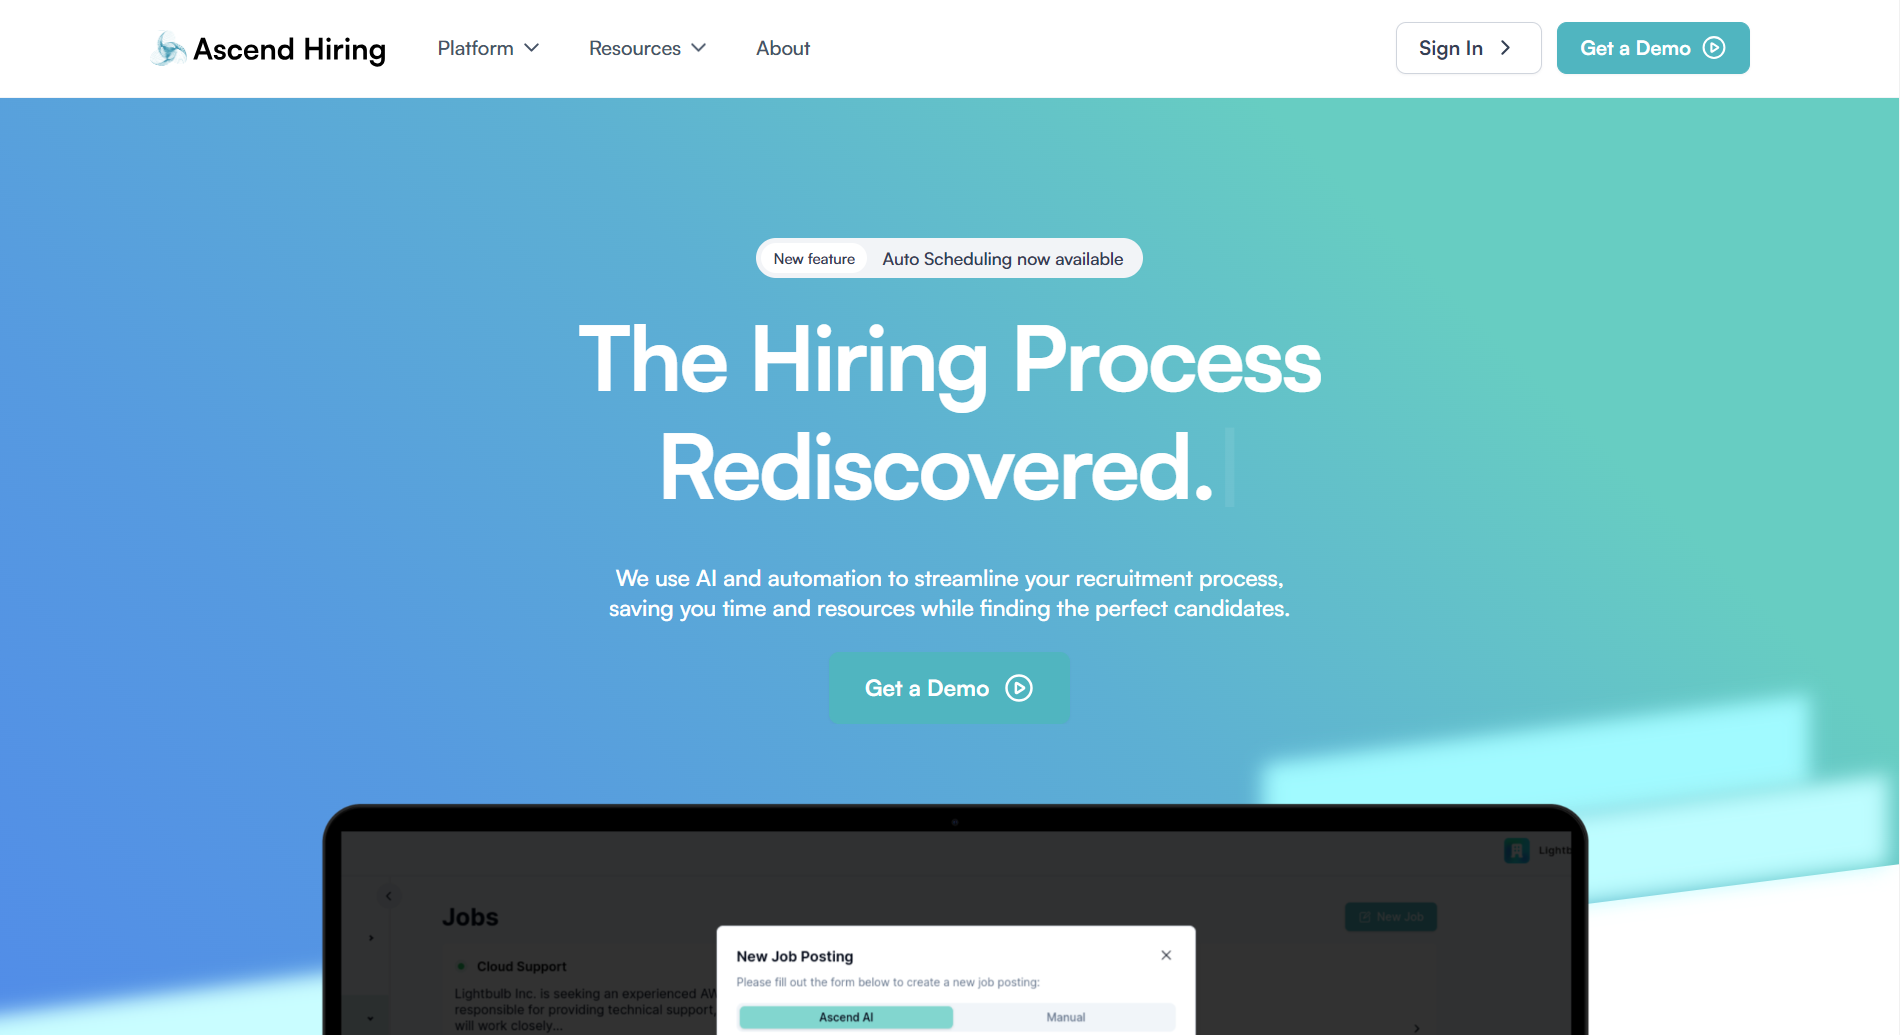 Ascend Hiring
Platform
Resources
About
Sign In
Get a Demo
New feature
Auto Scheduling now available
The Hiring Process
Rediscovered.
We use AI and automation to streamline your recruitment process,
saving you time and resources while finding the perfect candidates.
Get a Demo
Jobs
New Job
Cloud Support
Lightbulb Inc. is seeking an experienced
responsible for providing technical support,
will work closely...
New Job Posting
Please fill out the form below to create a new job posting:
Ascend AI
Manual